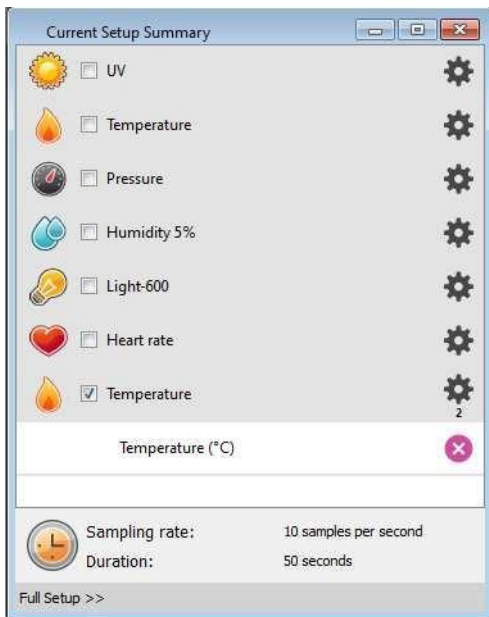 Current Setup Summary
UV
Temperature
Pressure
Humidity 5%
Light-600
Heart rate
Temperature
2
Temperature (°C)
Sampling rate: 10 samples per second
Duration: 50 seconds
Full Setup >>